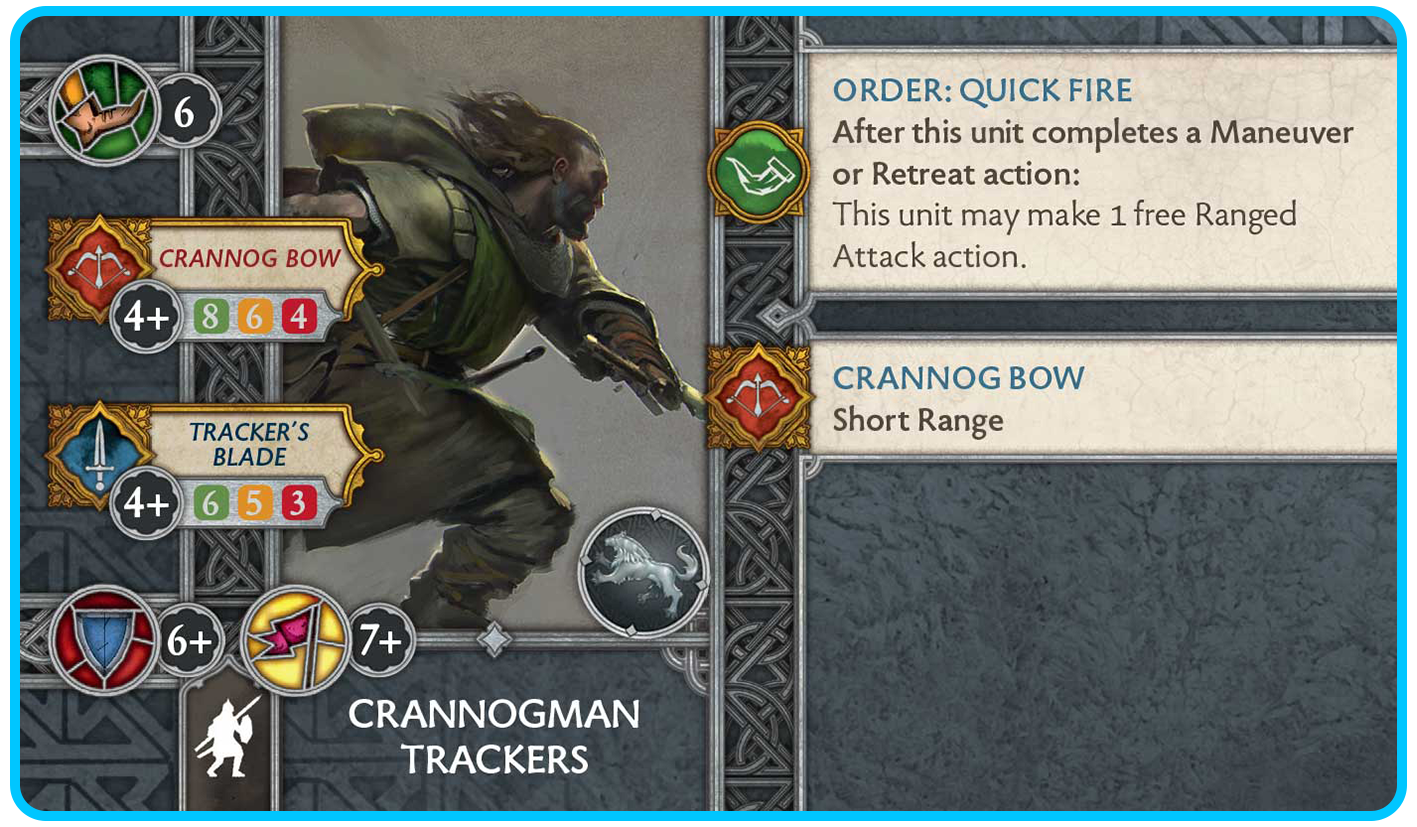 6
CRANNOG BOW
4+ 8 6 4
TRACKER'S
BLADE
4+ 6 5 3
6+ 7+
CRANNOGMAN
TRACKERS
ORDER: QUICK FIRE
After this unit completes a Maneuver
or Retreat action:
This unit may make 1 free Ranged
Attack action.
CRANNOG BOW
Short Range